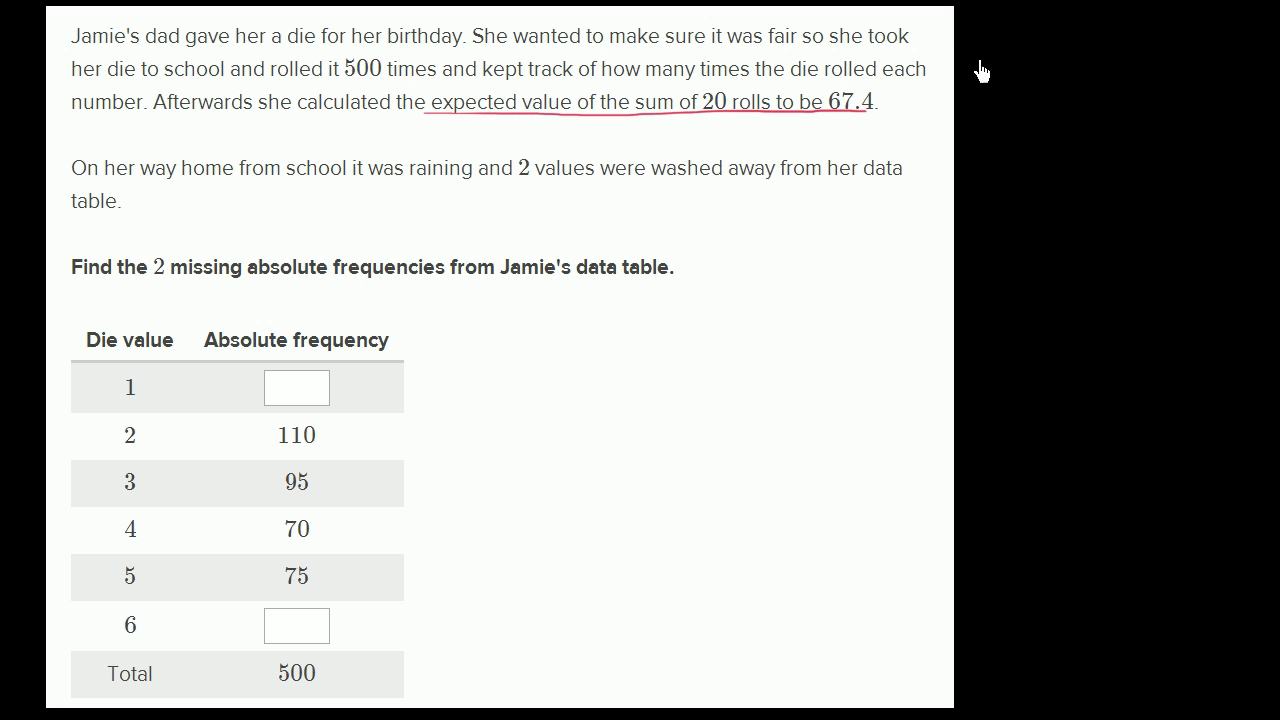 Jamie's dad gave her a die for her birthday. She wanted to make sure it was fair so she took
her die to school and rolled it 500 times and kept track of how many times the die rolled each
number. Afterwards she calculated the expected value of the sum of 20 rolls to be 67.4.
On her way home from school it was raining and 2 values were washed away from her data
table.
Find the 2 missing absolute frequencies from Jamie's data table.
Die value Absolute frequency
1
2 110
3 95
4 70
5 75
6
Total 500